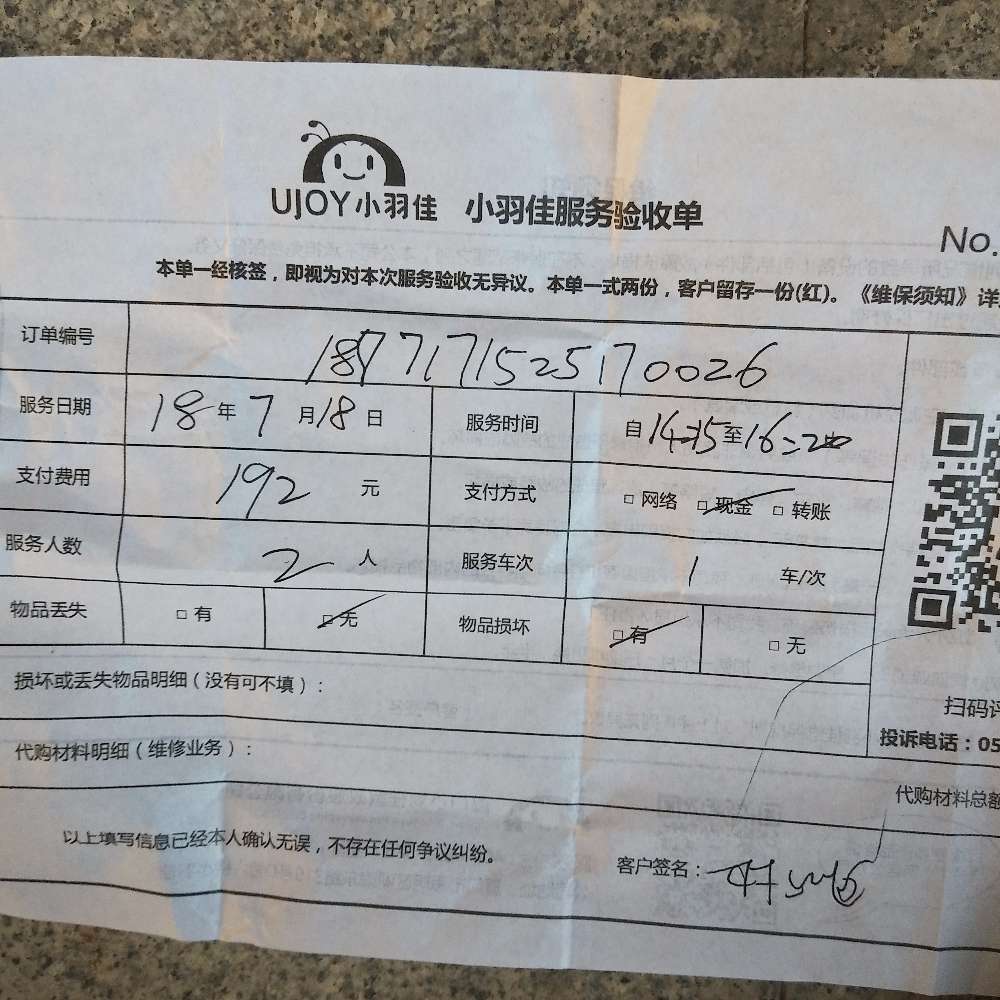 UJOY小羽佳 小羽佳服务验收单
No.
本单一经核签，即视为对本次服务验收无异议。本单一式两份，客户留存一份(红)。《维保须知》详
订单编号
服务日期 18年7月18日 服务时间 自14:15至16:20
支付费用 192元 支付方式 □网络 □现金 □转账
服务人数 2人 服务车次 1 车/次
物品丢失 □有 □无 物品损坏 □有 □无
损坏或丢失物品明细（没有可不填）：
扫码评
投诉电话：05
代购材料明细（维修业务）：
代购材料总额
以上填写信息已经本人确认无误，不存在任何争议纠纷。
客户签名：